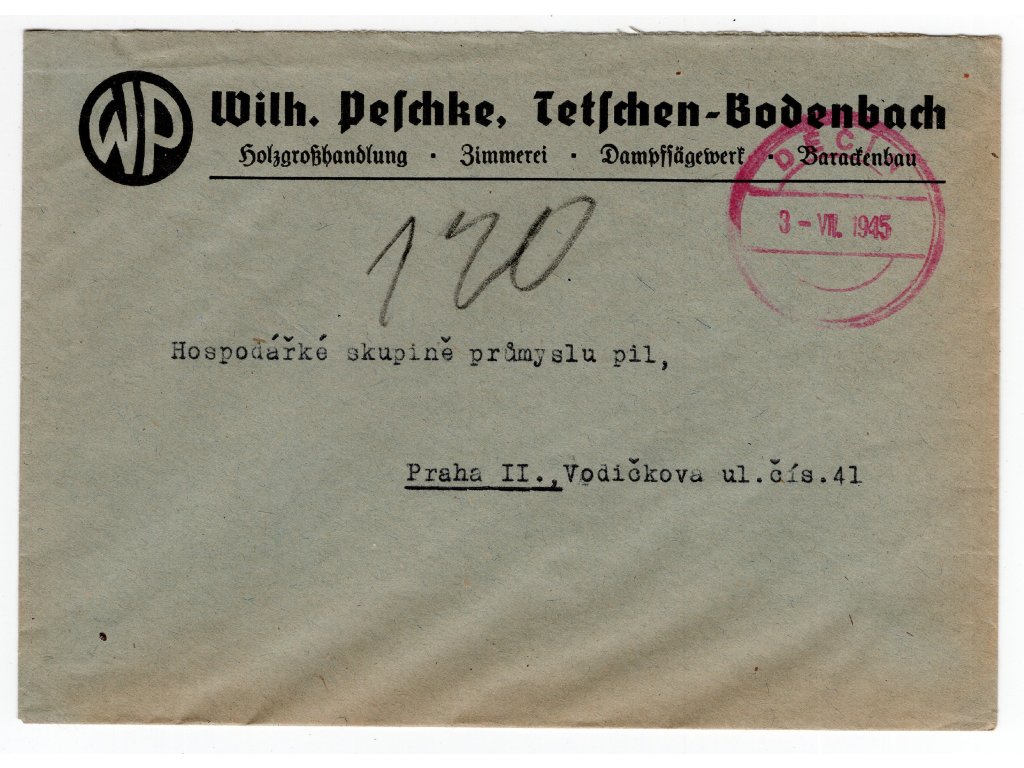 WP
Wilh. Peschke, Tetschen-Bodenbach
Holzgroßhandlung · Zimmerei · Dampfsägewerk · Barackenbau
DĚČÍN
3 - VIII. 1945
120
Hospodářké skupině průmyslu pil,
Praha II., Vodičkova ul.čís.41